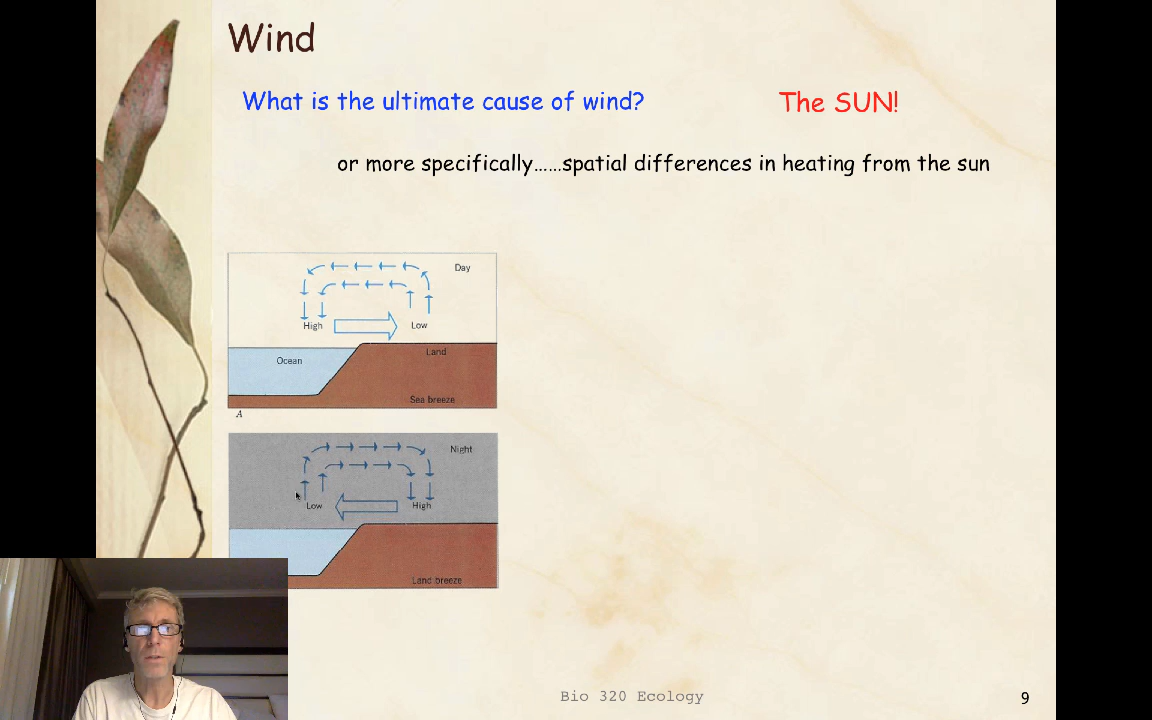 Wind
What is the ultimate cause of wind?
The SUN!
or more specifically……spatial differences in heating from the sun
Day
High
Low
Ocean
Land
Sea breeze
A
Night
Low
High
Land breeze
Bio 320 Ecology
9